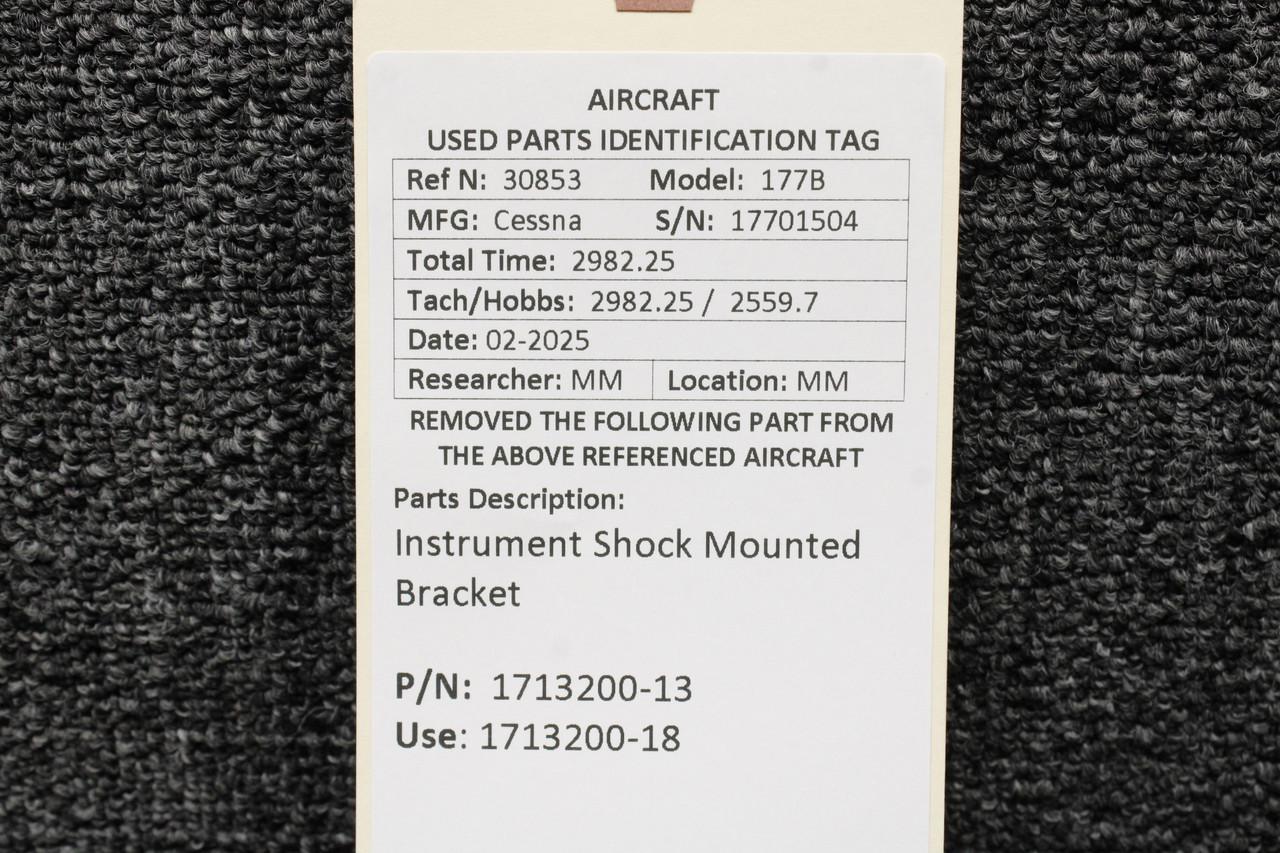 AIRCRAFT
USED PARTS IDENTIFICATION TAG
Ref N: 30853 Model: 177B
MFG: Cessna S/N: 17701504
Total Time: 2982.25
Tach/Hobbs: 2982.25 / 2559.7
Date: 02-2025
Researcher: MM Location: MM
REMOVED THE FOLLOWING PART FROM
THE ABOVE REFERENCED AIRCRAFT
Parts Description:
Instrument Shock Mounted
Bracket
P/N: 1713200-13
Use: 1713200-18